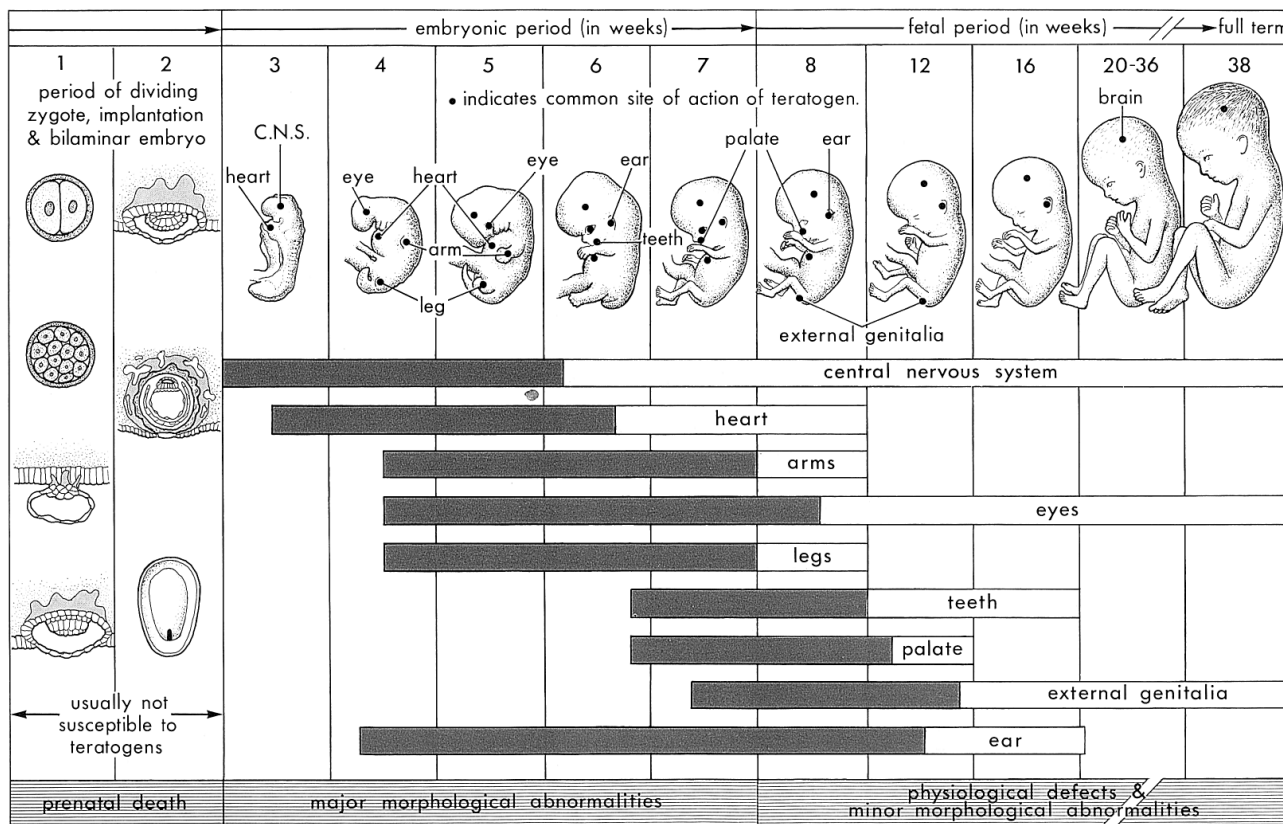 embryonic period (in weeks)
fetal period (in weeks)
full term
1
2
3
4
5
6
7
8
12
16
20-36
38
period of dividing
zygote, implantation
& bilaminar embryo
• indicates common site of action of teratogen.
C.N.S.
heart
eye
heart
eye
ear
palate
ear
brain
arm
teeth
leg
external genitalia
central nervous system
heart
arms
eyes
legs
teeth
palate
external genitalia
ear
usually not
susceptible to
teratogens
prenatal death
major morphological abnormalities
physiological defects &
minor morphological abnormalities